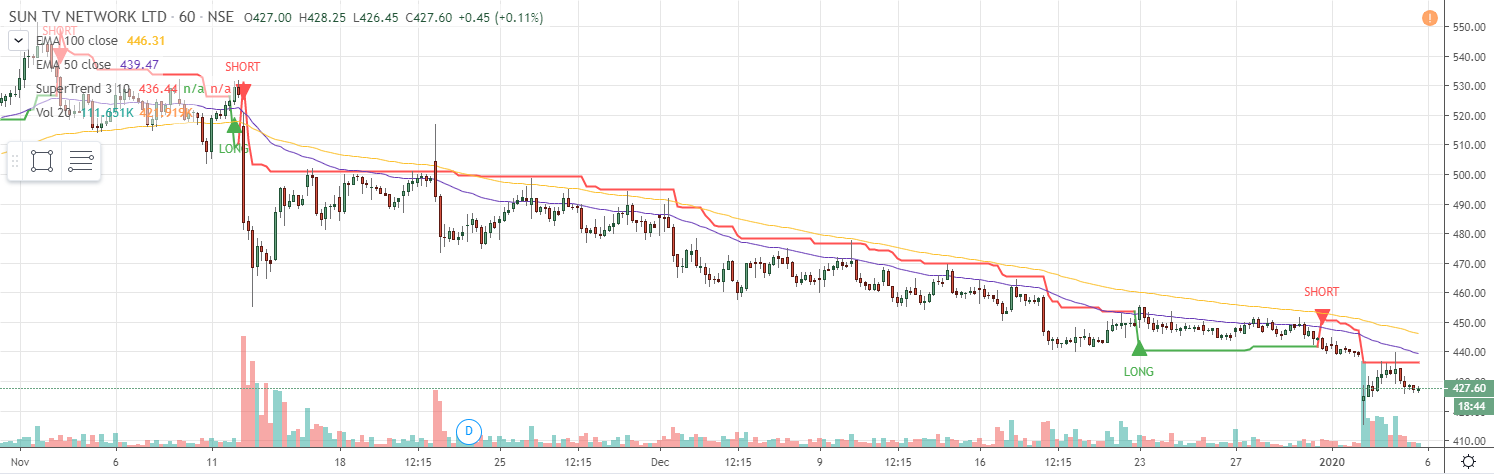 SUN TV NETWORK LTD · 60 · NSE O427.00 H428.25 L426.45 C427.60 +0.45 (+0.11%)
SHORT
EMA 100 close 446.31
EMA 50 close 439.47
SuperTrend 3 10 436.44 n/a n/a
Vol 20 111.651K 421.919K
SHORT
LONG
SHORT
LONG
D
550.00
540.00
530.00
520.00
510.00
500.00
490.00
480.00
470.00
460.00
450.00
440.00
427.60
18:44
410.00
Nov 6 11 18 12:15 25 12:15 Dec 12:15 9 16 12:15 23 27 2020 6